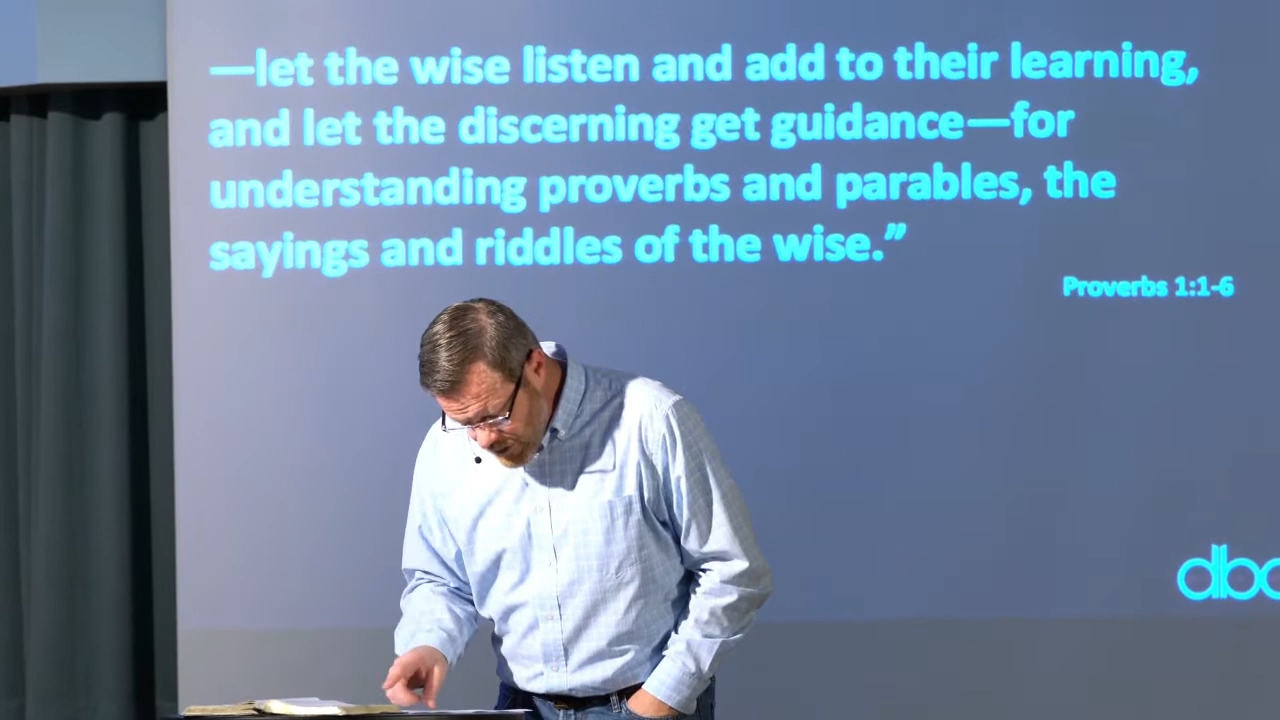 —let the wise listen and add to their learning,
and let the discerning get guidance—for
understanding proverbs and parables, the
sayings and riddles of the wise.”
Proverbs 1:1-6